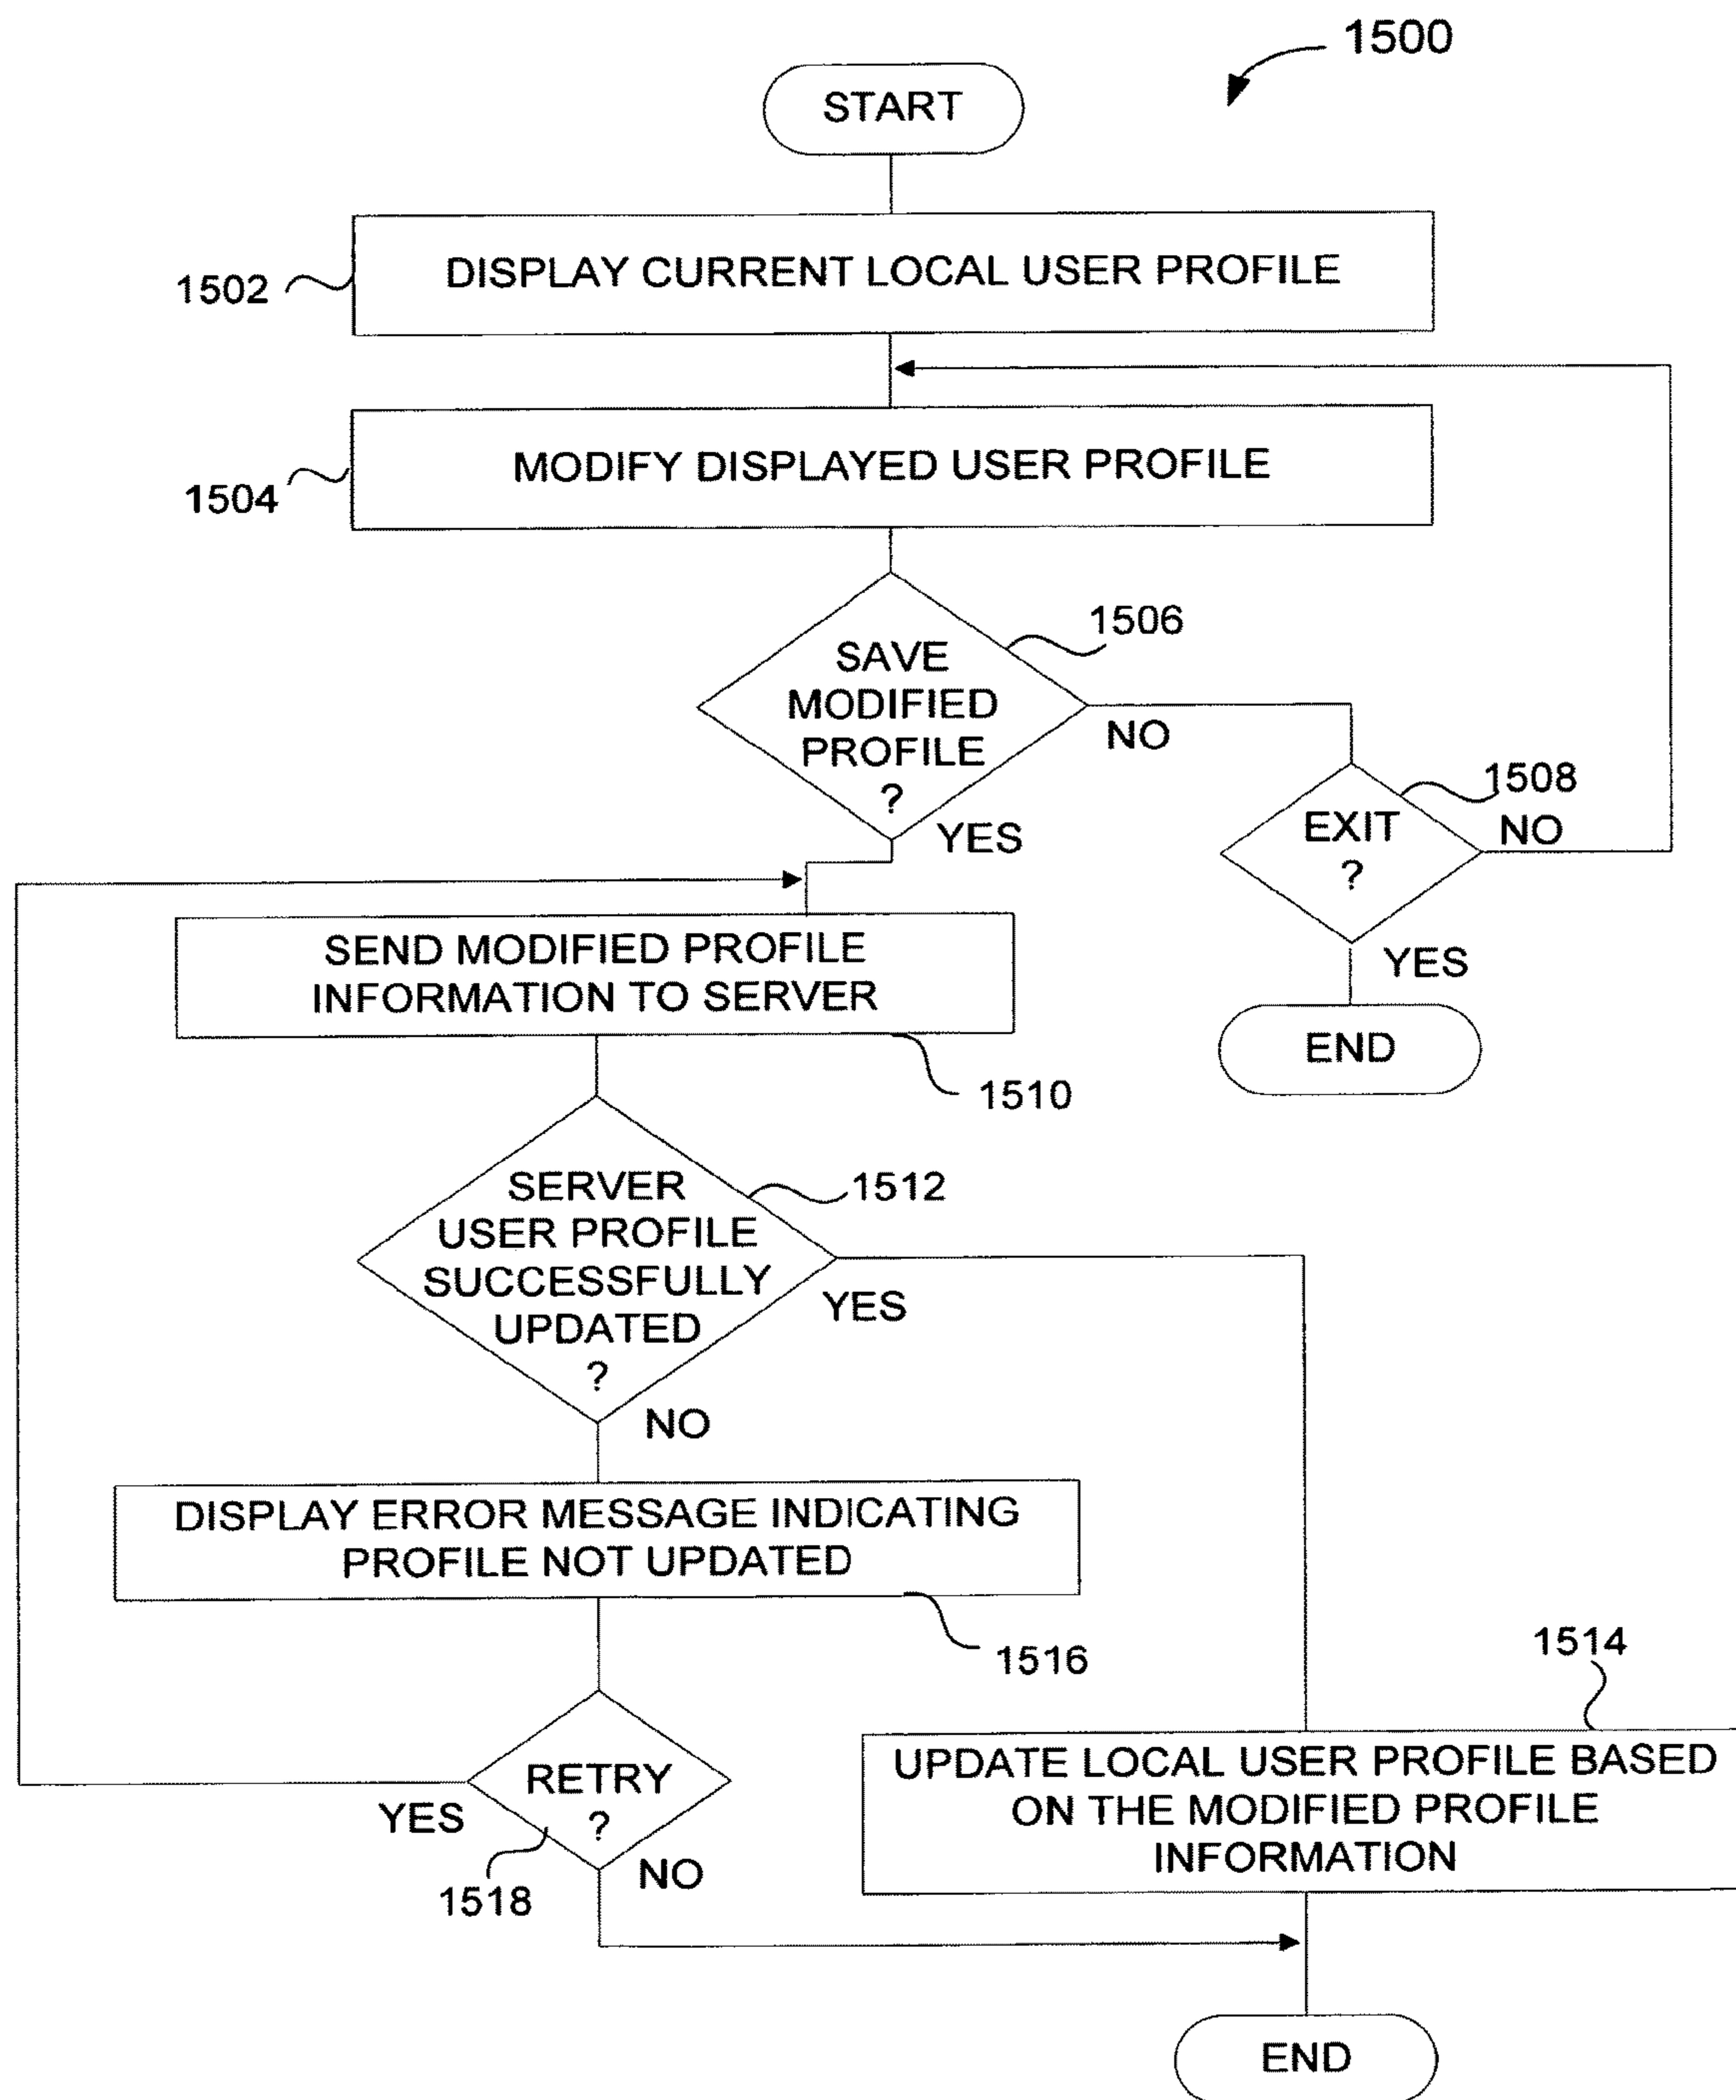 1500
START
DISPLAY CURRENT LOCAL USER PROFILE
1502
MODIFY DISPLAYED USER PROFILE
1504
1506
SAVE
MODIFIED
PROFILE
?
NO
YES
1508
EXIT
?
NO
YES
END
SEND MODIFIED PROFILE
INFORMATION TO SERVER
1510
1512
SERVER
USER PROFILE
SUCCESSFULLY
UPDATED
?
YES
NO
DISPLAY ERROR MESSAGE INDICATING
PROFILE NOT UPDATED
1516
1514
UPDATE LOCAL USER PROFILE BASED
ON THE MODIFIED PROFILE
INFORMATION
RETRY
?
YES
NO
1518
END